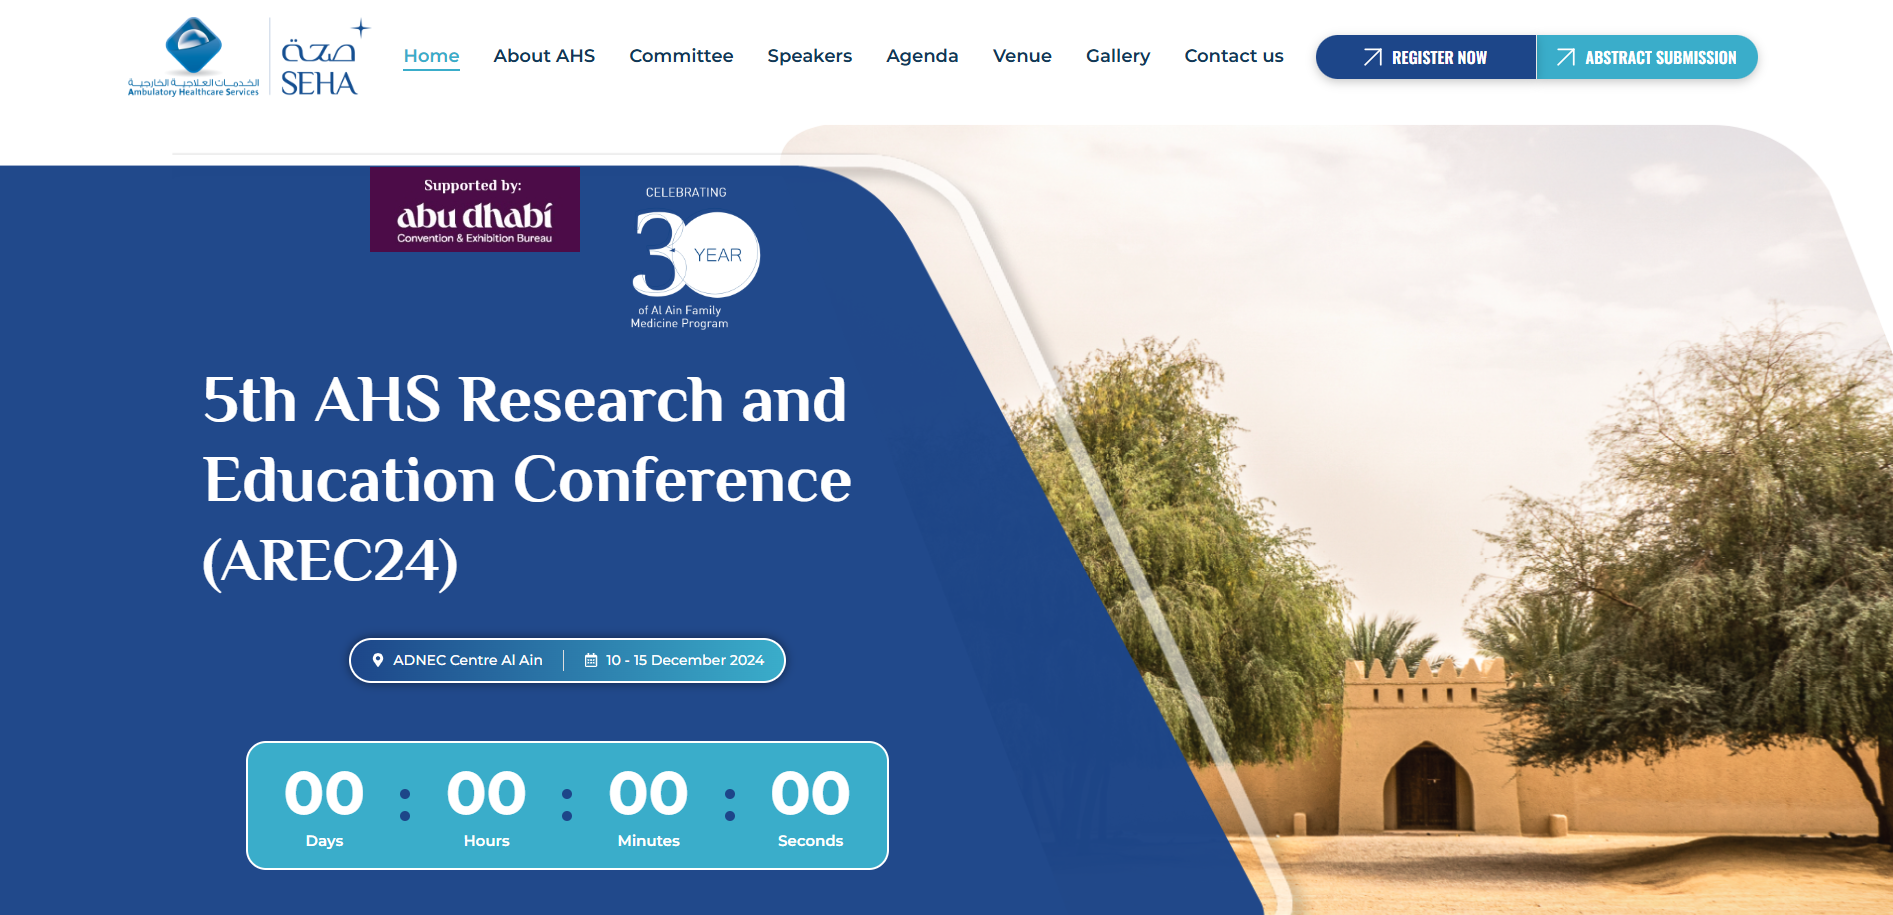 الخدمات العلاجية الخارجية
Ambulatory Healthcare Services
صحة
SEHA
Home
About AHS
Committee
Speakers
Agenda
Venue
Gallery
Contact us
REGISTER NOW
ABSTRACT SUBMISSION
Supported by:
abu dhabi
Convention & Exhibition Bureau
CELEBRATING
30 YEAR
of Al Ain Family
Medicine Program
5th AHS Research and
Education Conference
(AREC24)
ADNEC Centre Al Ain
10 - 15 December 2024
00 : 00 : 00 : 00
Days Hours Minutes Seconds